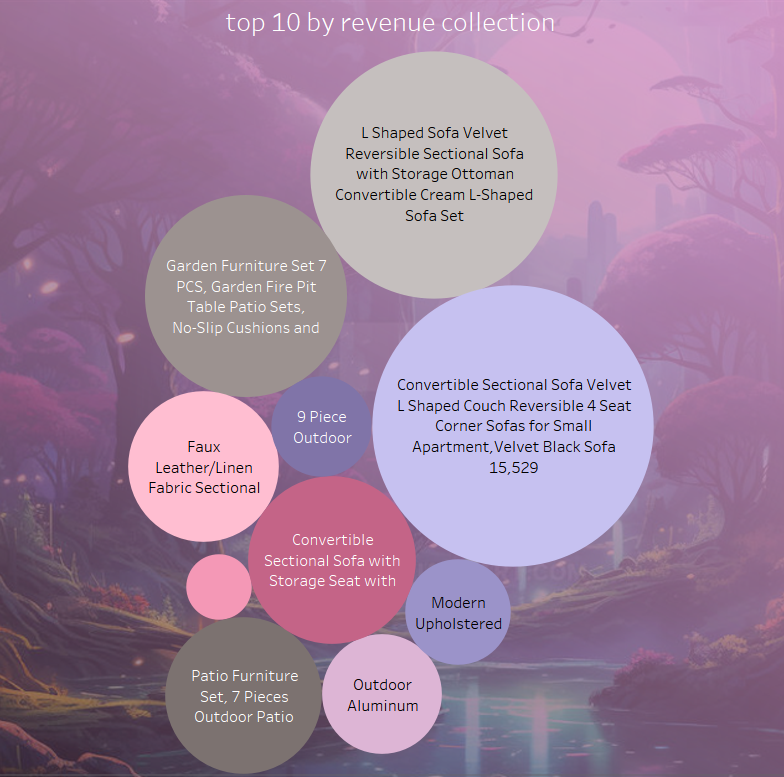 top 10 by revenue collection
L Shaped Sofa Velvet
Reversible Sectional Sofa
with Storage Ottoman
Convertible Cream L-Shaped
Sofa Set
Garden Furniture Set 7
PCS, Garden Fire Pit
Table Patio Sets,
No-Slip Cushions and
Convertible Sectional Sofa Velvet
L Shaped Couch Reversible 4 Seat
Corner Sofas for Small
Apartment,Velvet Black Sofa
15,529
9 Piece
Outdoor
Faux
Leather/Linen
Fabric Sectional
Convertible
Sectional Sofa with
Storage Seat with
Modern
Upholstered
Patio Furniture
Set, 7 Pieces
Outdoor Patio
Outdoor
Aluminum